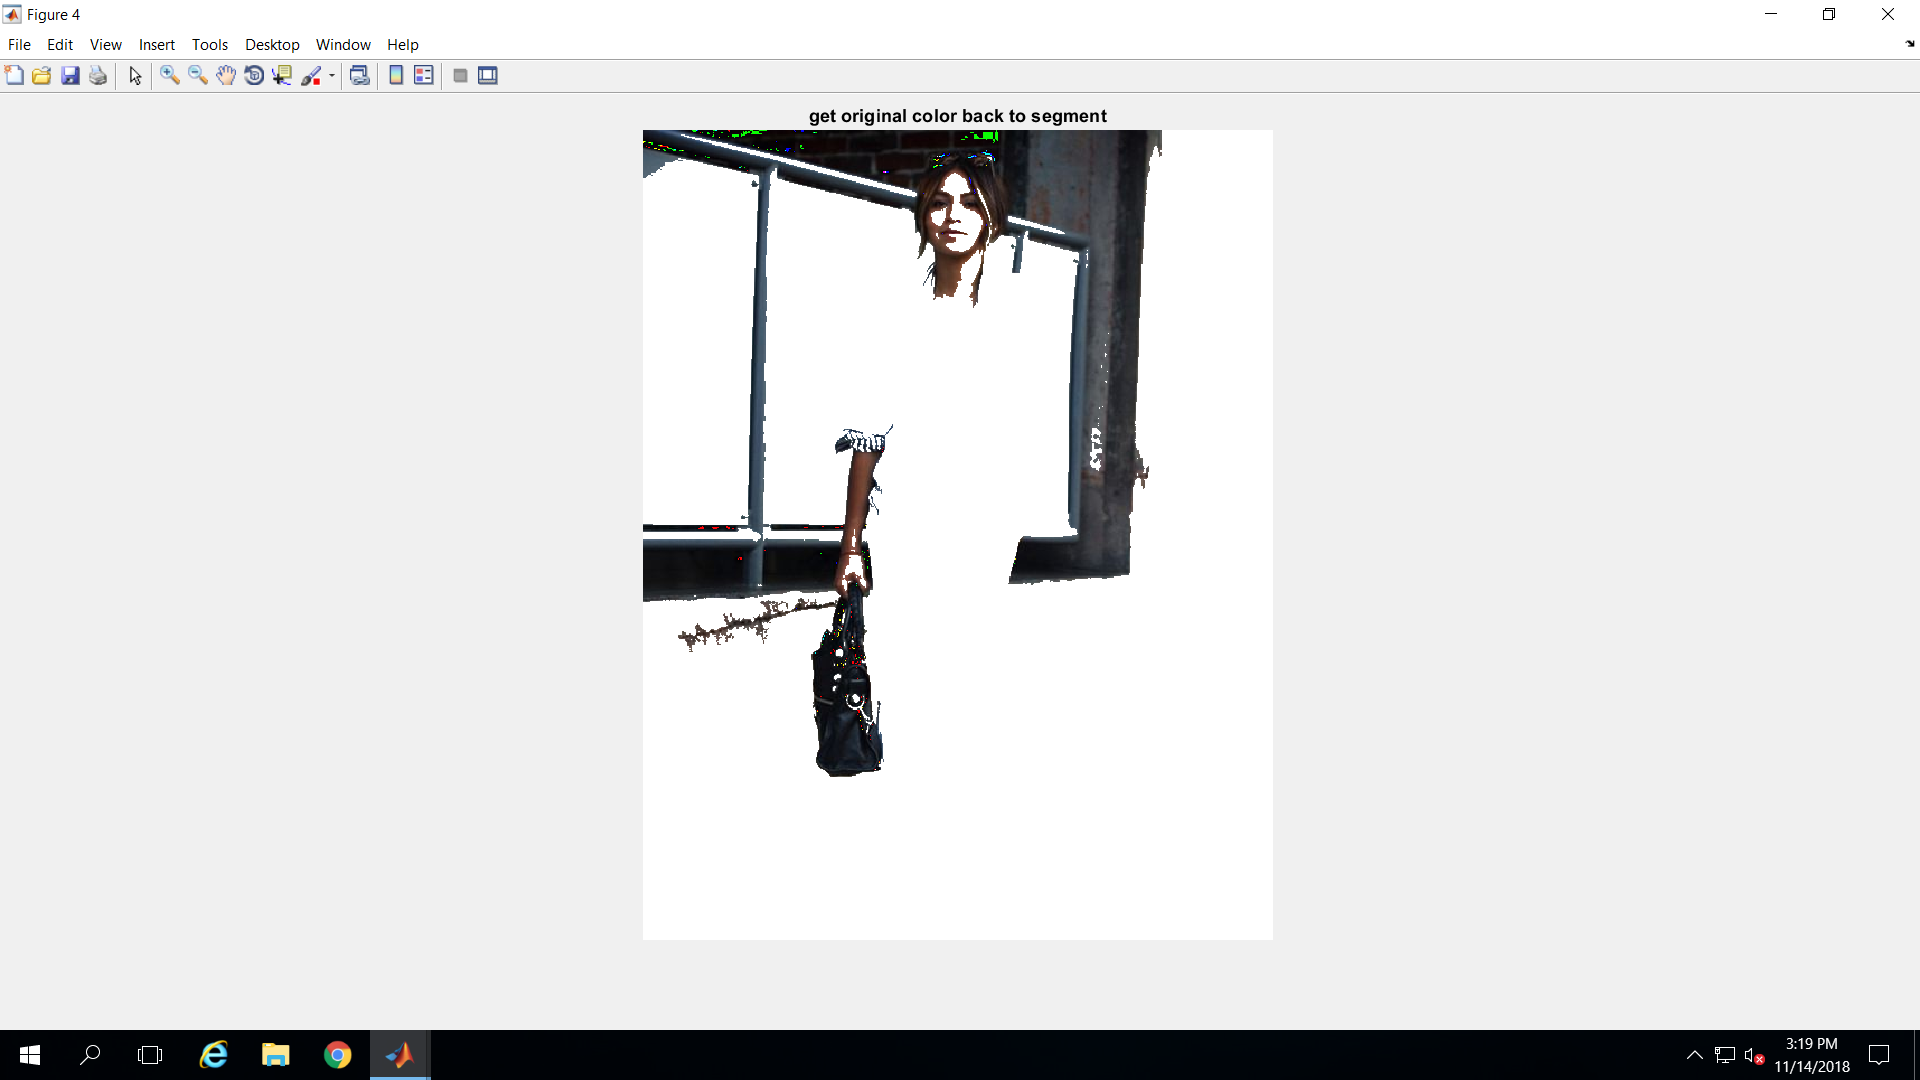 Figure 4
File Edit View Insert Tools Desktop Window Help
get original color back to segment
3:19 PM
11/14/2018